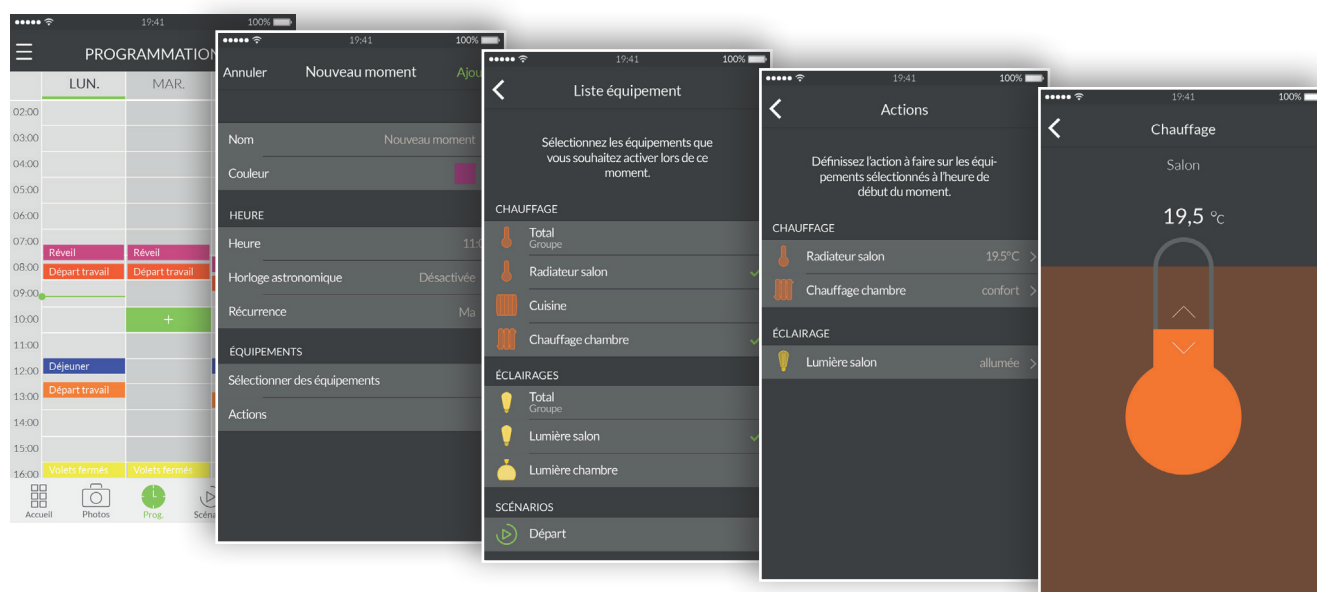 19:41
100%
PROGRAMMATION
LUN.
MAR.
02:00
03:00
04:00
05:00
06:00
07:00
Réveil
Réveil
08:00
Départ travail
Départ travail
09:00
10:00
+
11:00
12:00
Déjeuner
13:00
Départ travail
14:00
15:00
16:00
Volets fermés
Volets fermés
Accueil
Photos
Prog.
19:41
100%
Annuler
Nouveau moment
Nom
Nouveau moment
Couleur
HEURE
Heure
Horloge astronomique
Désactivée
Récurrence
Ma
ÉQUIPEMENTS
Sélectionner des équipements
Actions
19:41
100%
Liste équipement
Sélectionnez les équipements que
vous souhaitez activer lors de ce
moment.
CHAUFFAGE
Total
Groupe
Radiateur salon
Cuisine
Chauffage chambre
ÉCLAIRAGES
Total
Groupe
Lumière salon
Lumière chambre
SCÉNARIOS
Départ
19:41
100%
Actions
Définissez l'action à faire sur les équi-
pements sélectionnés à l'heure de
début du moment.
CHAUFFAGE
Radiateur salon
19.5°C
Chauffage chambre
confort
ÉCLAIRAGE
Lumière salon
allumée
19:41
100%
Chauffage
Salon
19,5 °C